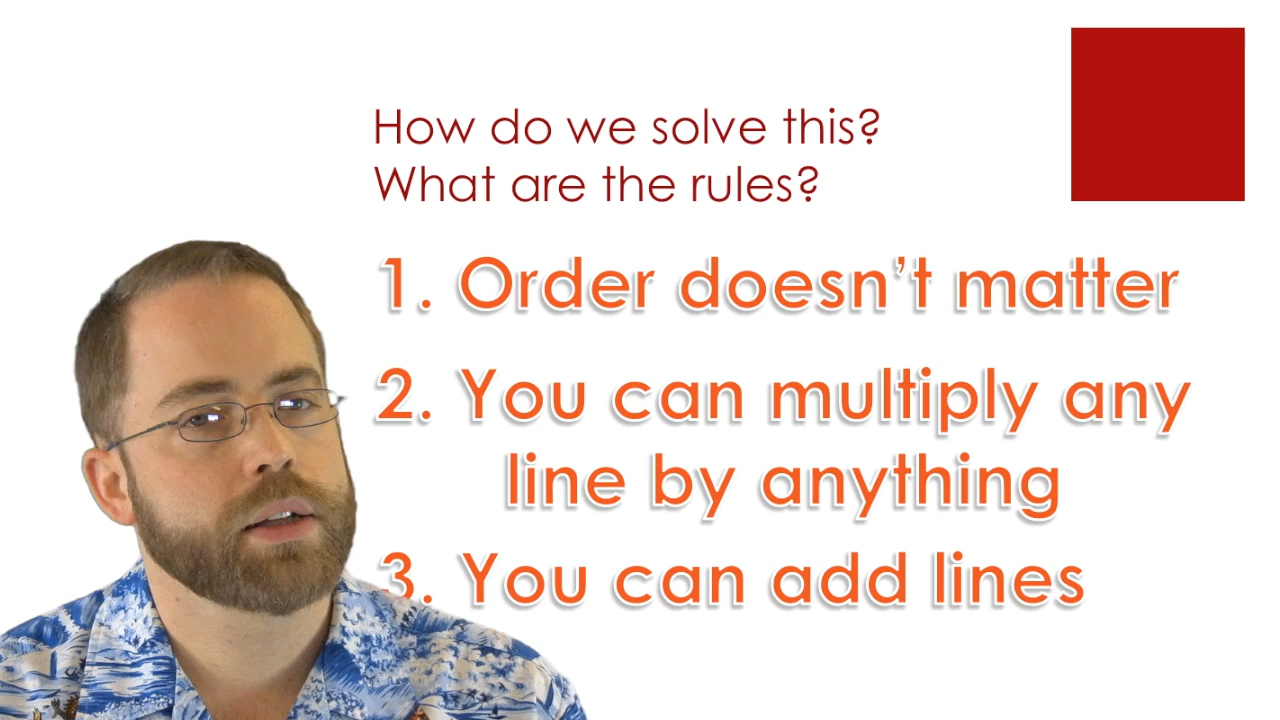 How do we solve this?
What are the rules?
1. Order doesn't matter
2. You can multiply any
line by anything
3. You can add lines